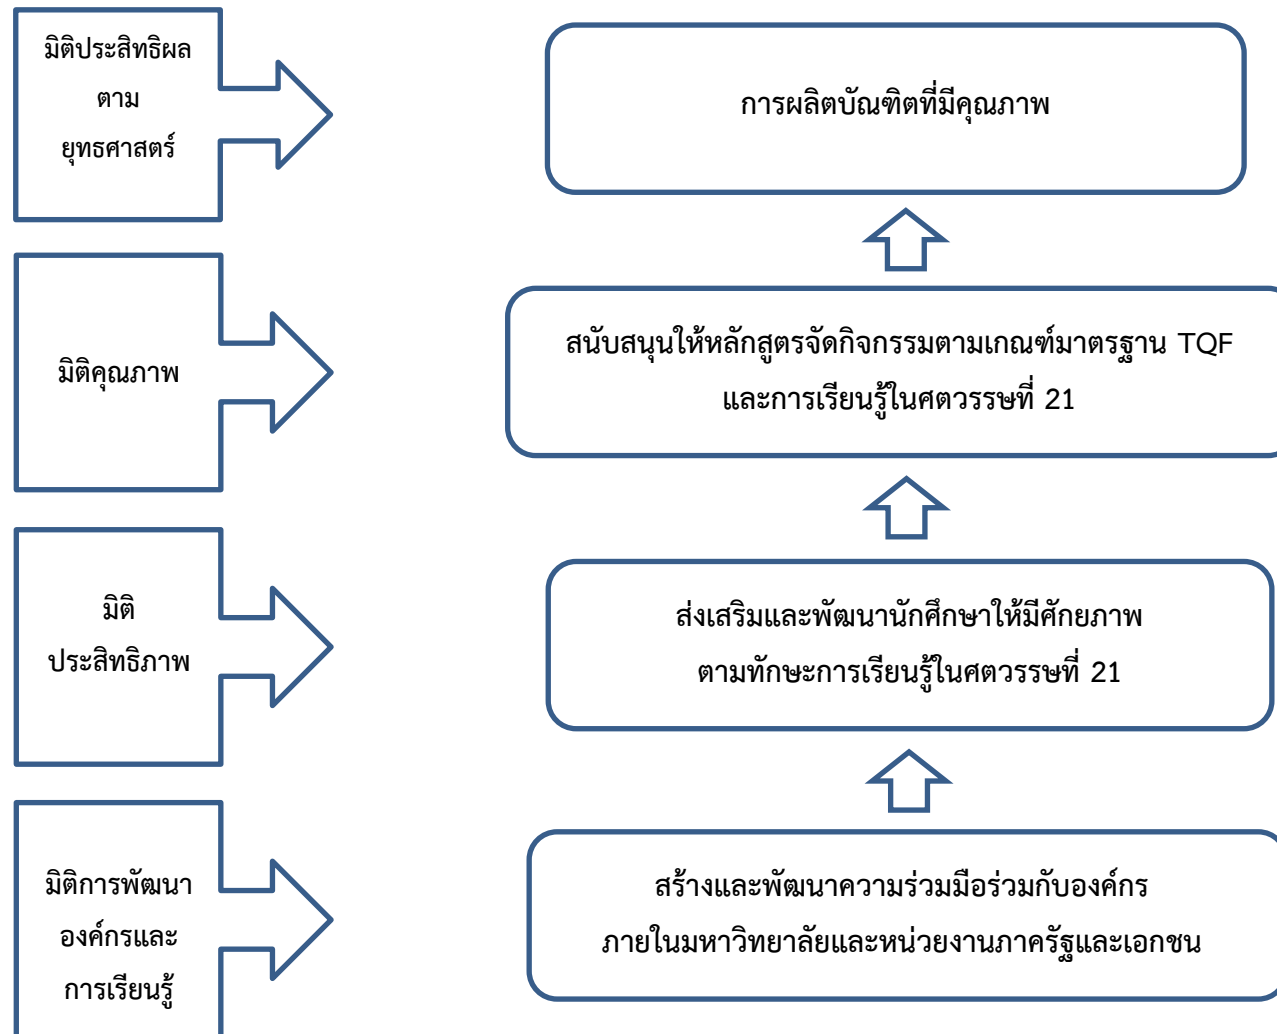 มิติประสิทธิผล
ตาม
ยุทธศาสตร์
การผลิตบัณฑิตที่มีคุณภาพ
มิติคุณภาพ
สนับสนุนให้หลักสูตรจัดกิจกรรมตามเกณฑ์มาตรฐาน TQF
และการเรียนรู้ในศตวรรษที่ 21
มิติ
ประสิทธิภาพ
ส่งเสริมและพัฒนานักศึกษาให้มีศักยภาพ
ตามทักษะการเรียนรู้ในศตวรรษที่ 21
มิติการพัฒนา
องค์กรและ
การเรียนรู้
สร้างและพัฒนาความร่วมมือร่วมกับองค์กร
ภายในมหาวิทยาลัยและหน่วยงานภาครัฐและเอกชน